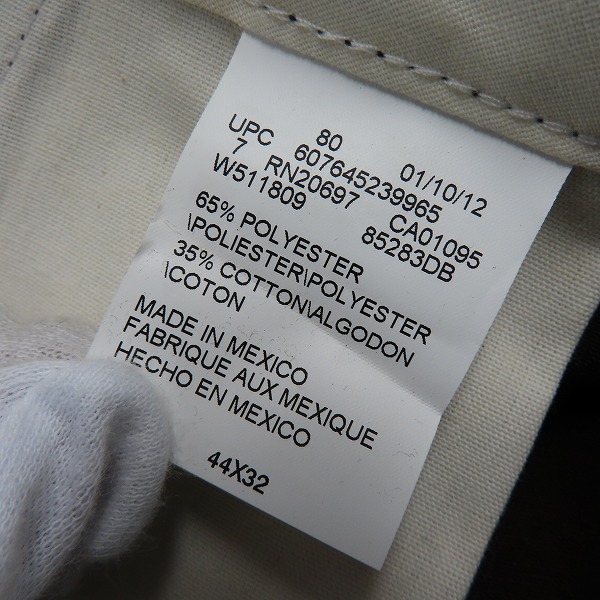 80 01/10/12
UPC 607645239965
7 RN20697 CA01095
W511809 85283DB
65% POLYESTER
\POLIESTER\POLYESTER
35% COTTON\ALGODON
\COTON
MADE IN MEXICO
FABRIQUE AUX MEXIQUE
HECHO EN MEXICO
44X32